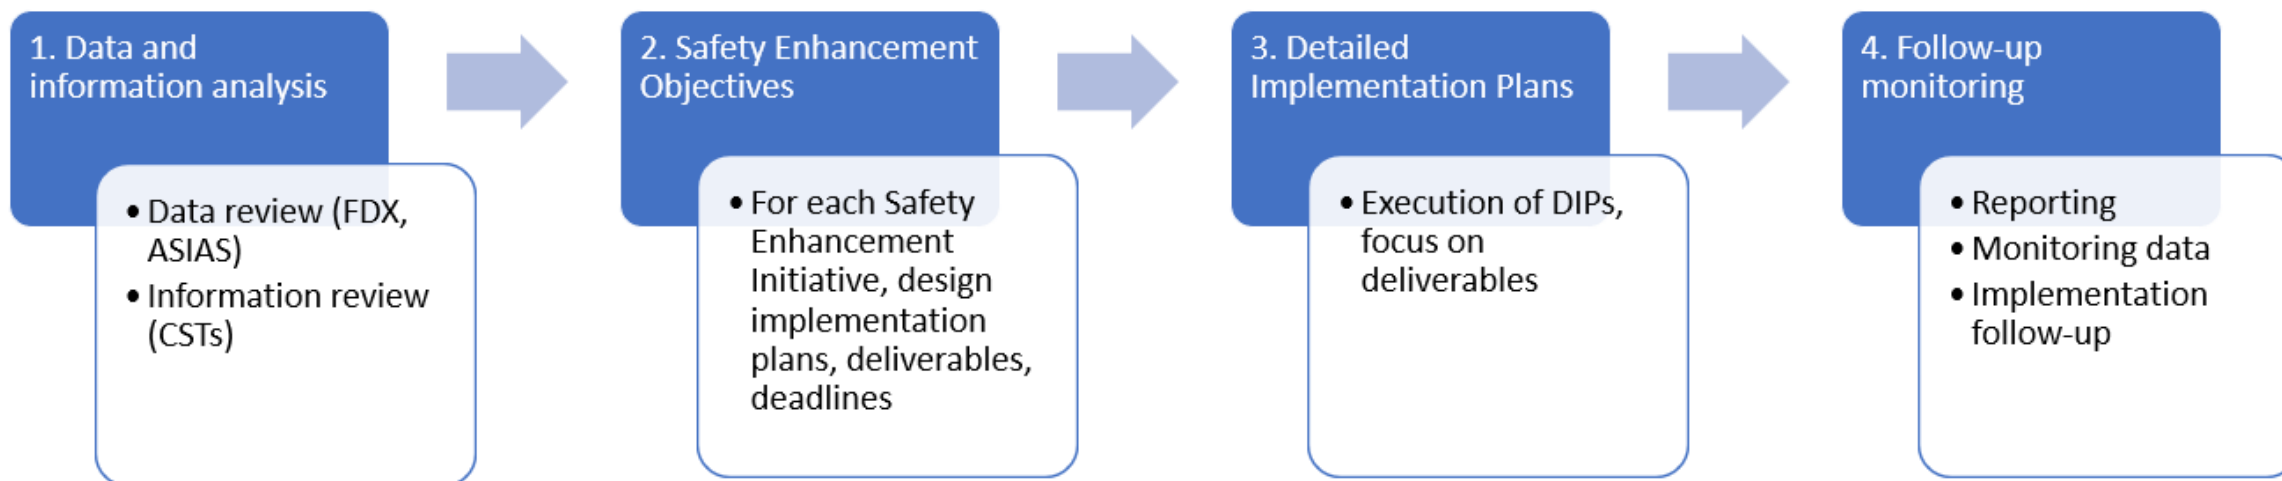 1. Data and
information analysis
• Data review (FDX,
ASIAS)
• Information review
(CSTs)
2. Safety Enhancement
Objectives
• For each Safety
Enhancement
Initiative, design
implementation
plans, deliverables,
deadlines
3. Detailed
Implementation Plans
• Execution of DIPs,
focus on
deliverables
4. Follow-up
monitoring
• Reporting
• Monitoring data
• Implementation
follow-up